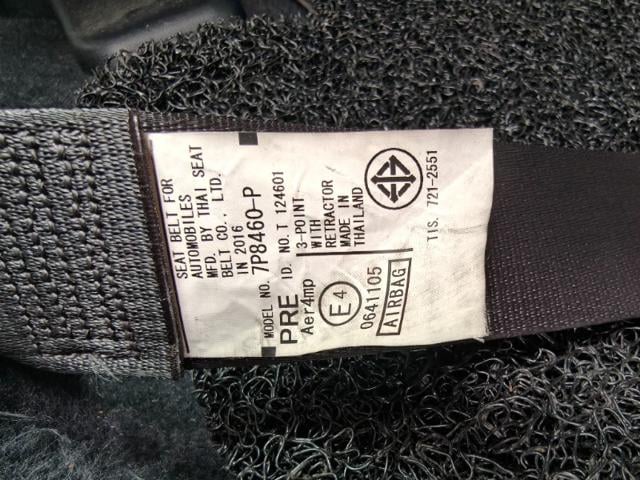 SEAT BELT FOR
AUTOMOBILES
MFD. BY THAI SEAT
BELT CO., LTD.
IN 2016
MODEL NO. 7P8460-P
PRE ID. NO. T 124601
Aer4mp
3-POINT
WITH
RETRACTOR
MADE IN
THAILAND
E4
0641105
AIRBAG
TIS. 721-2551